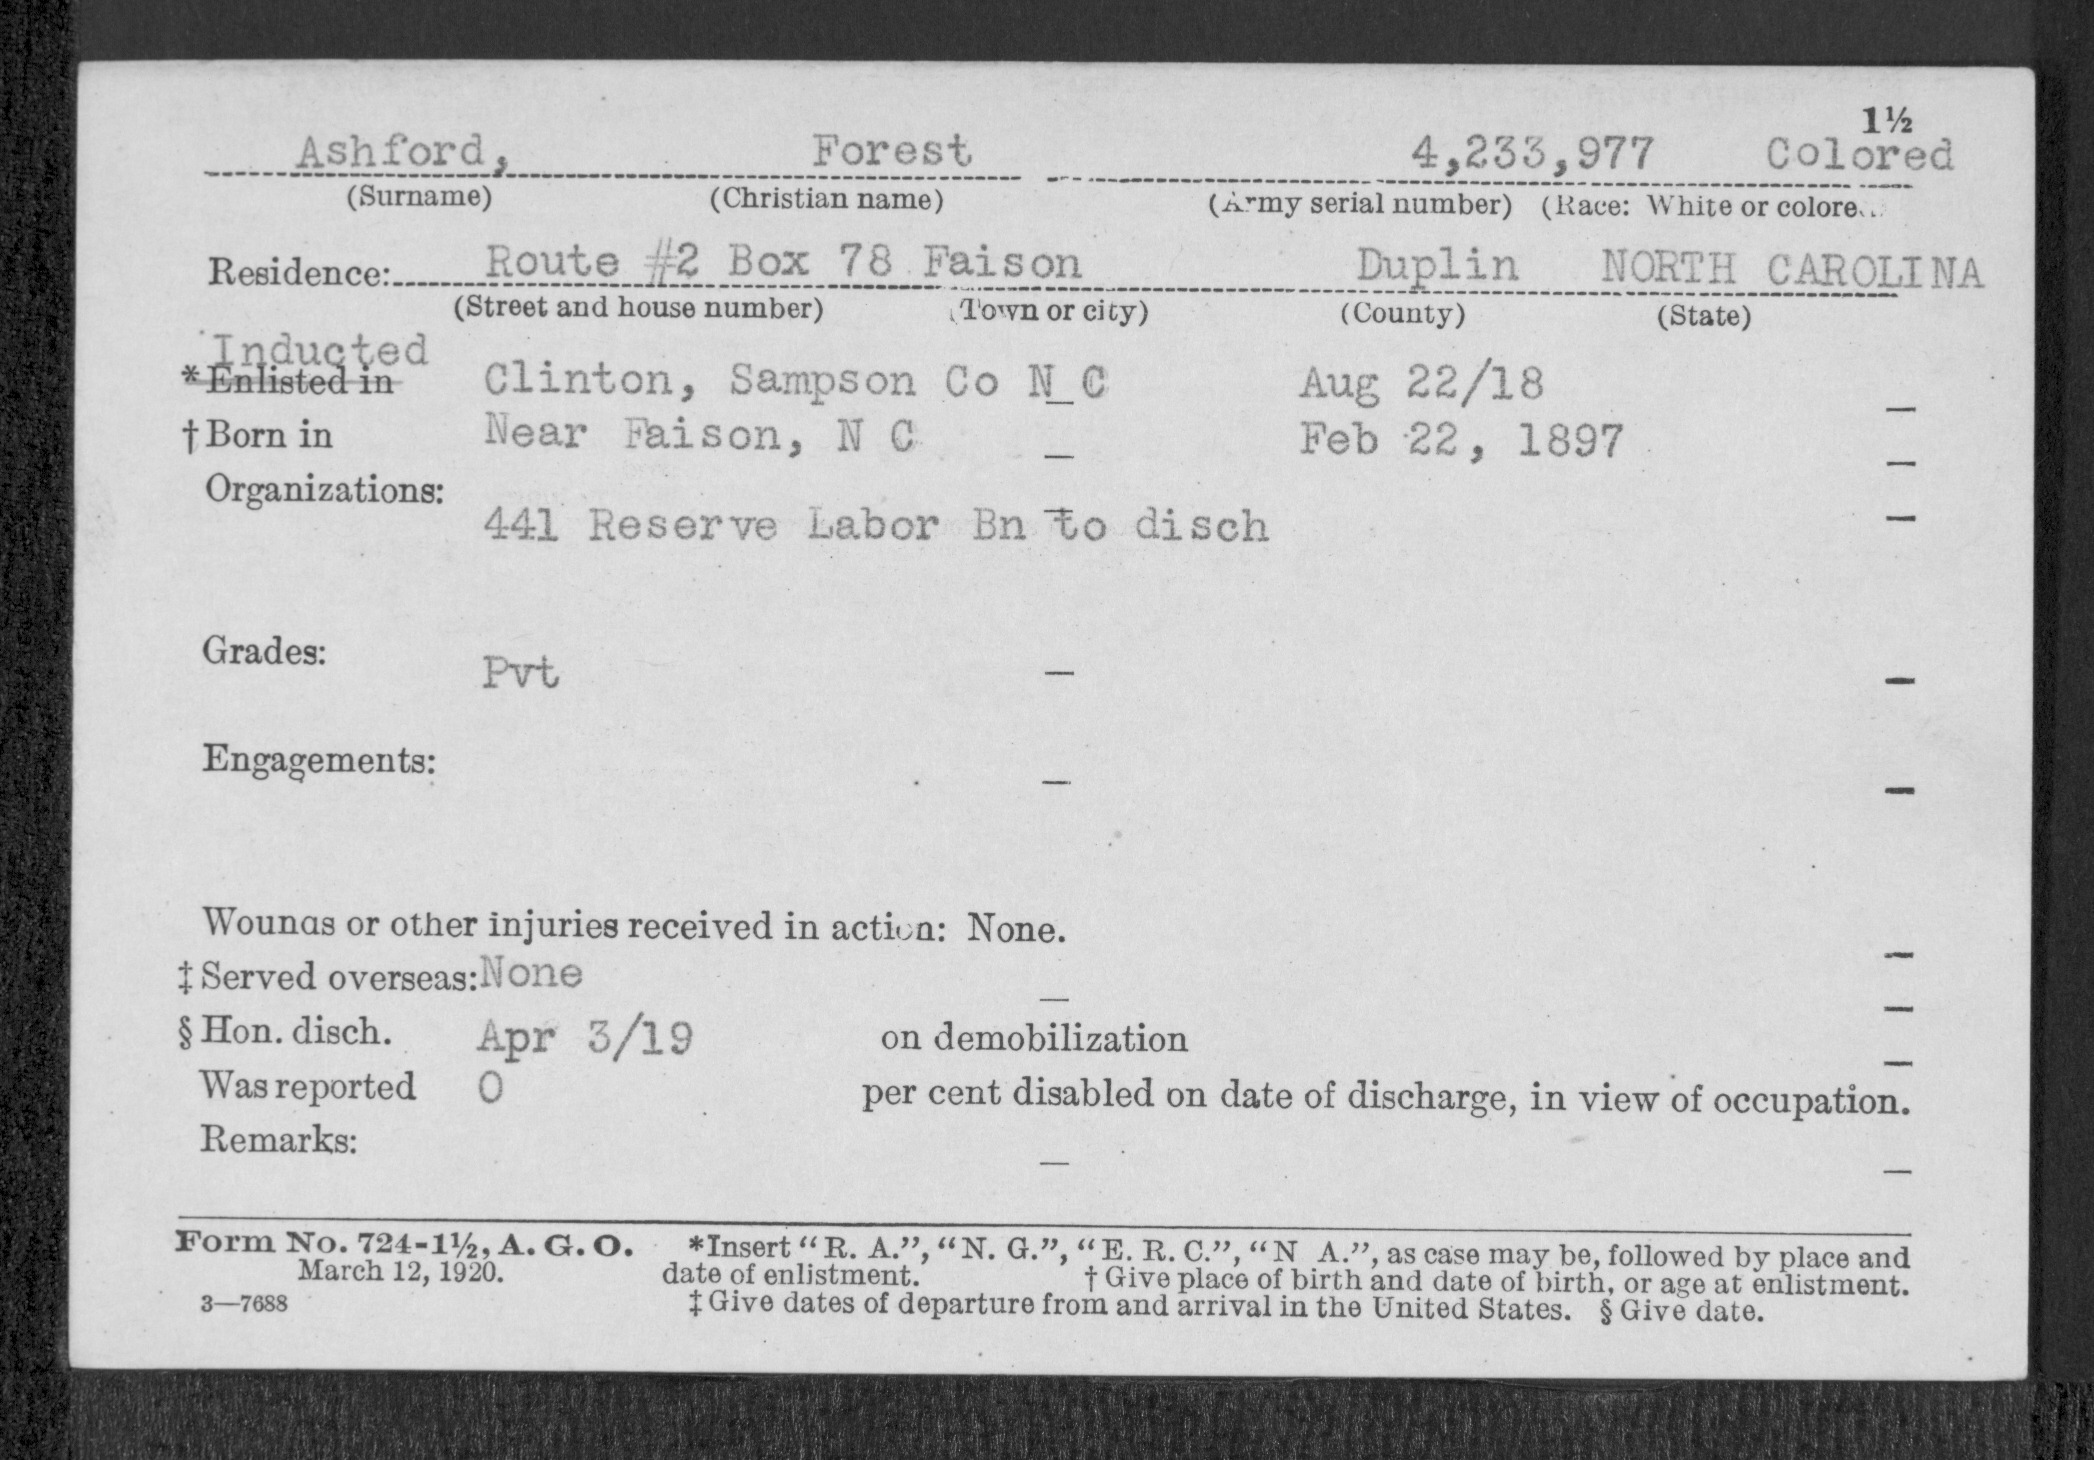 1½
Ashford, Forest 4,233,977 Colored
(Surname) (Christian name) (Army serial number) (Race: White or colored)
Residence: Route #2 Box 78 Faison Duplin NORTH CAROLINA
(Street and house number) (Town or city) (County) (State)
Inducted
*Enlisted in Clinton, Sampson Co N C Aug 22/18
†Born in Near Faison, N C Feb 22, 1897
Organizations:
441 Reserve Labor Bn to disch
Grades: Pvt
Engagements:
Wounds or other injuries received in action: None.
‡Served overseas: None
§Hon. disch. Apr 3/19 on demobilization
Was reported 0 per cent disabled on date of discharge, in view of occupation.
Remarks:
Form No. 724-1½, A. G. O. *Insert "R. A.", "N. G.", "E. R. C.", "N A.", as case may be, followed by place and
March 12, 1920. date of enlistment. †Give place of birth and date of birth, or age at enlistment.
3—7688 ‡Give dates of departure from and arrival in the United States. §Give date.